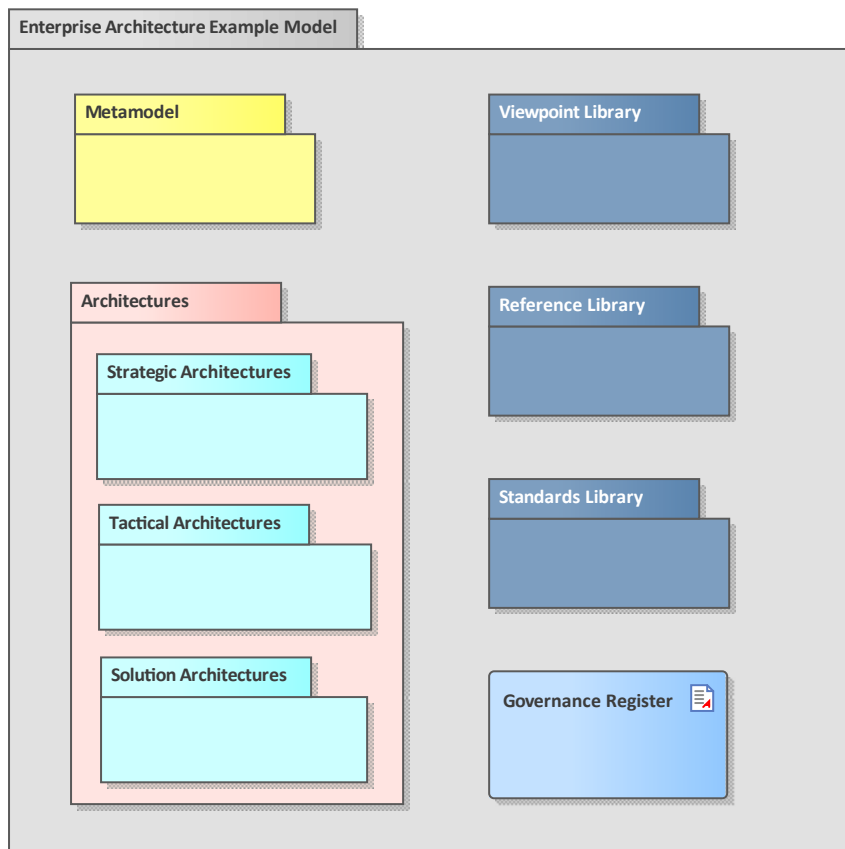 Enterprise Architecture Example Model
Metamodel
Viewpoint Library
Architectures
Reference Library
Strategic Architectures
Standards Library
Tactical Architectures
Solution Architectures
Governance Register